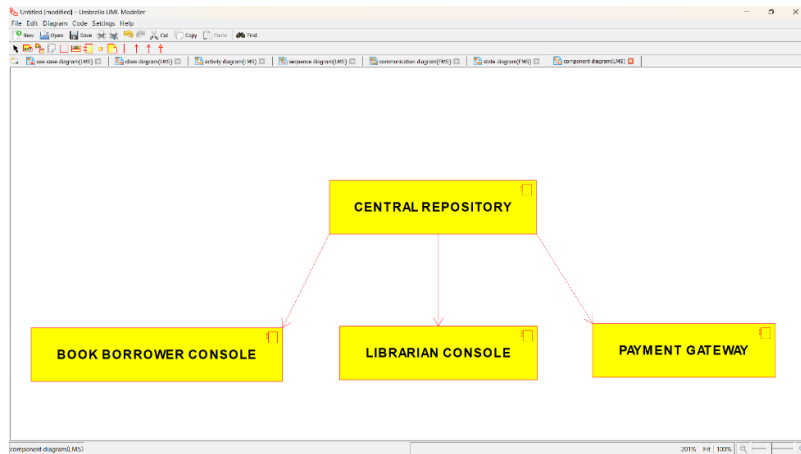 Untitled [modified] - Umbrello UML Modeller
File Edit Diagram Code Settings Help
New Open Save Cut Copy Paste Find
use case diagram(LMS) class diagram(LMS) activity diagram(LMS) sequence diagram(LMS) communication diagram(FMS) state diagram(FMS) component diagram(LMS)
CENTRAL REPOSITORY
BOOK BORROWER CONSOLE
LIBRARIAN CONSOLE
PAYMENT GATEWAY
component diagram(LMS) 201% Fit 100%